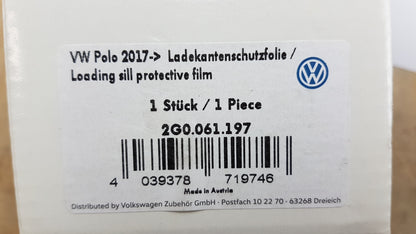 VW Polo 2017-> Ladekantenschutzfolie /
Loading sill protective film
1 Stück / 1 Piece
2G0.061.197
4 039378 719746
Made in Austria
Distributed by Volkswagen Zubehör GmbH · Postfach 10 22 70 · 63268 Dreieich